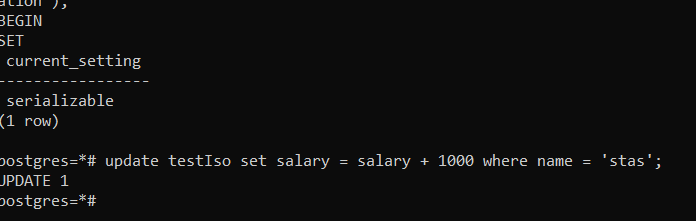 ation');
BEGIN
SET
current_setting
-----------------
serializable
(1 row)
postgres=*# update testIso set salary = salary + 1000 where name = 'stas';
UPDATE 1
postgres=*#